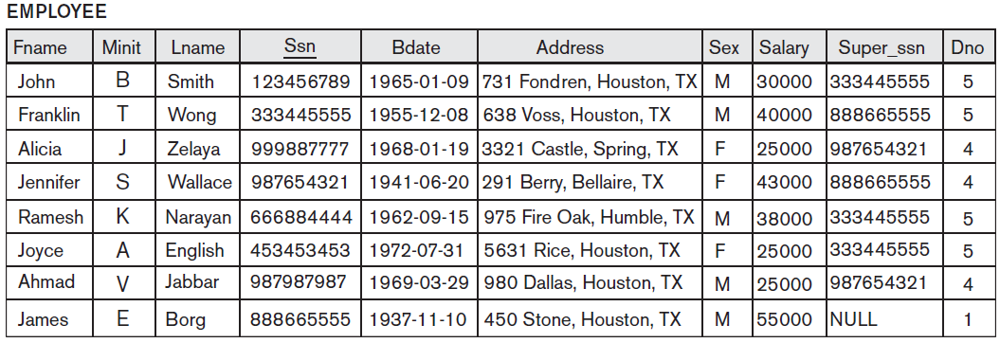 EMPLOYEE
Fname Minit Lname Ssn Bdate Address Sex Salary Super_ssn Dno
John B Smith 123456789 1965-01-09 731 Fondren, Houston, TX M 30000 333445555 5
Franklin T Wong 333445555 1955-12-08 638 Voss, Houston, TX M 40000 888665555 5
Alicia J Zelaya 999887777 1968-01-19 3321 Castle, Spring, TX F 25000 987654321 4
Jennifer S Wallace 987654321 1941-06-20 291 Berry, Bellaire, TX F 43000 888665555 4
Ramesh K Narayan 666884444 1962-09-15 975 Fire Oak, Humble, TX M 38000 333445555 5
Joyce A English 453453453 1972-07-31 5631 Rice, Houston, TX F 25000 333445555 5
Ahmad V Jabbar 987987987 1969-03-29 980 Dallas, Houston, TX M 25000 987654321 4
James E Borg 888665555 1937-11-10 450 Stone, Houston, TX M 55000 NULL 1